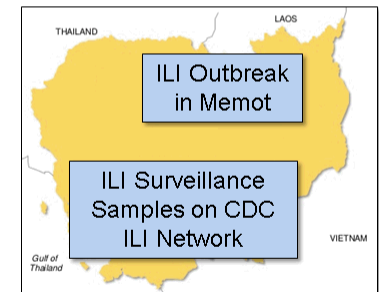 LAOS
THAILAND
ILI Outbreak
in Memot
ILI Surveillance
Samples on CDC
ILI Network
VIETNAM
Gulf of
Thailand